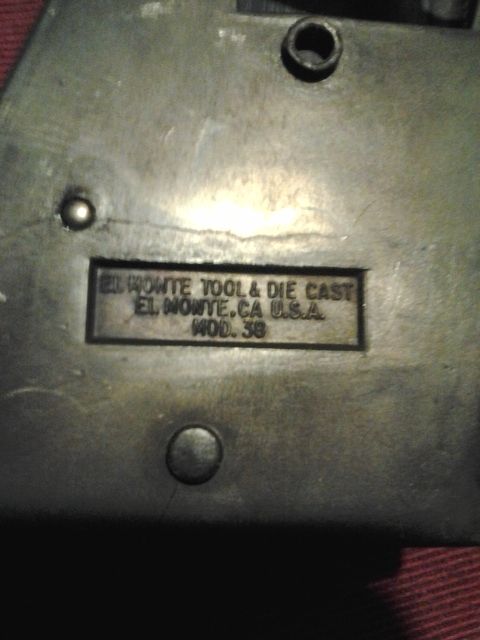 EL MONTE TOOL & DIE CAST
EL MONTE, CA U.S.A.
MOD. 38